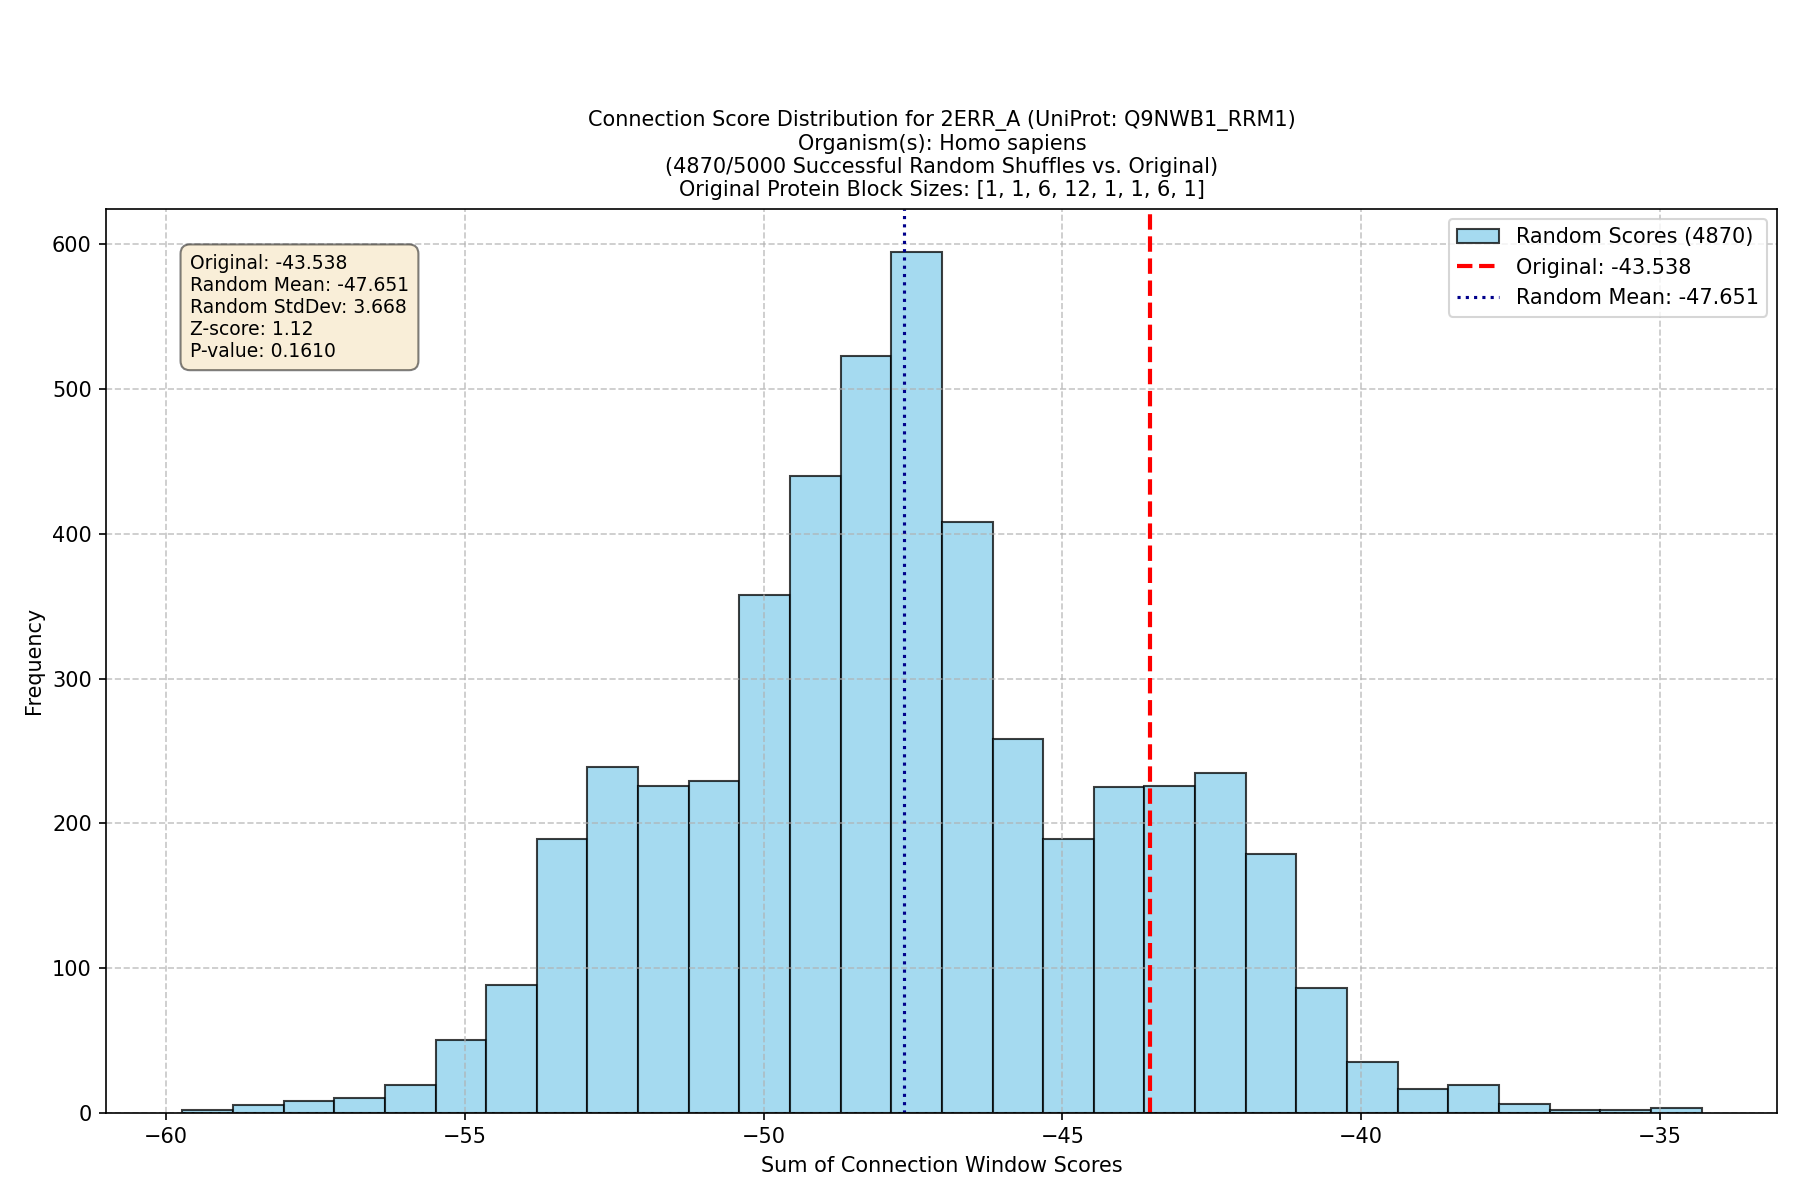 Connection Score Distribution for 2ERR_A (UniProt: Q9NWB1_RRM1)
Organism(s): Homo sapiens
(4870/5000 Successful Random Shuffles vs. Original)
Original Protein Block Sizes: [1, 1, 6, 12, 1, 1, 6, 1]
Original: -43.538
Random Mean: -47.651
Random StdDev: 3.668
Z-score: 1.12
P-value: 0.1610
Random Scores (4870)
Original: -43.538
Random Mean: -47.651
Frequency
600
500
400
300
200
100
0
−60 −55 −50 −45 −40 −35
Sum of Connection Window Scores